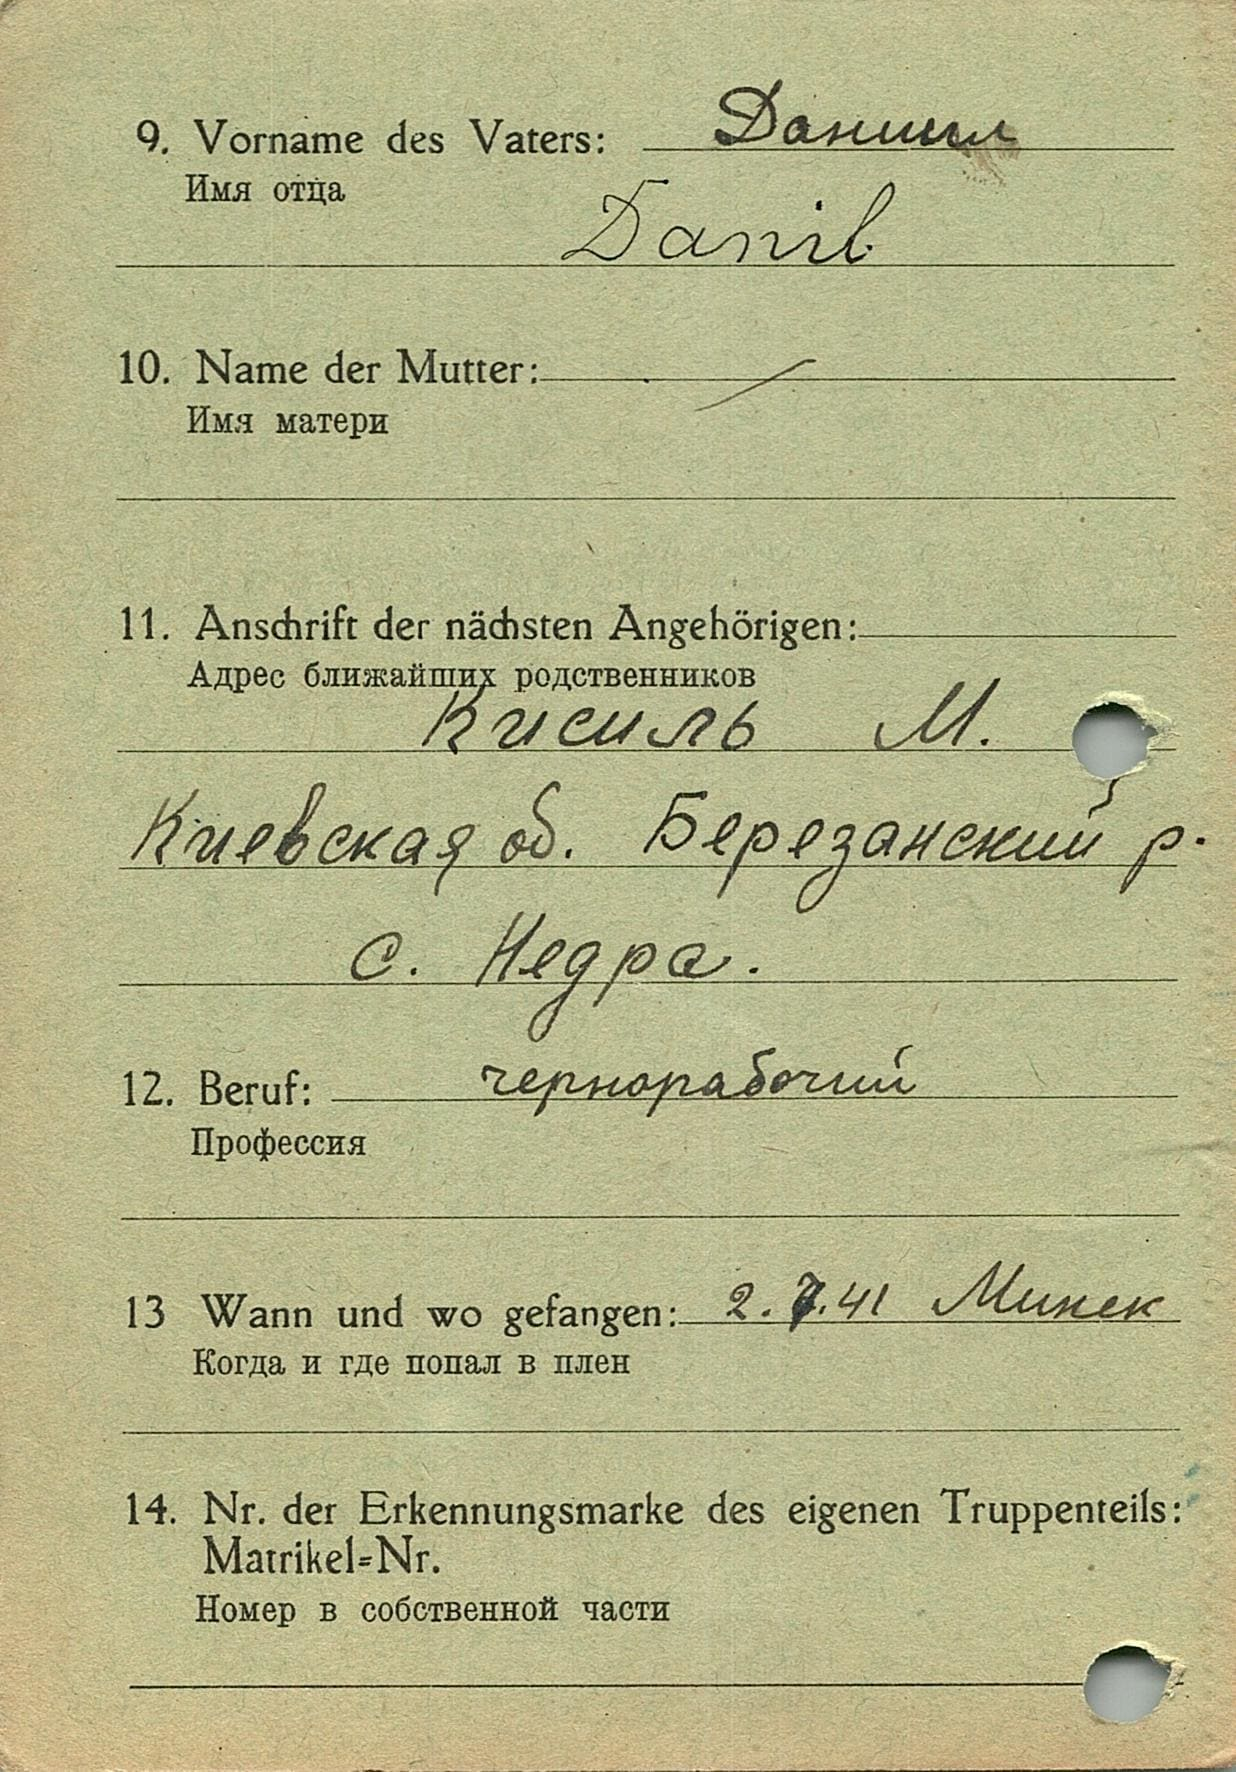 9. Vorname des Vaters: Даниил
Имя отца
Danil
10. Name der Mutter:
Имя матери
11. Anschrift der nächsten Angehörigen:
Адрес ближайших родственников
Кисиль М.
Киевская об. Березанский р.
с. Недра.
12. Beruf: чернорабочий
Профессия
13 Wann und wo gefangen: 2.7.41 Минск
Когда и где попал в плен
14. Nr. der Erkennungsmarke des eigenen Truppenteils:
Matrikel=Nr.
Номер в собственной части